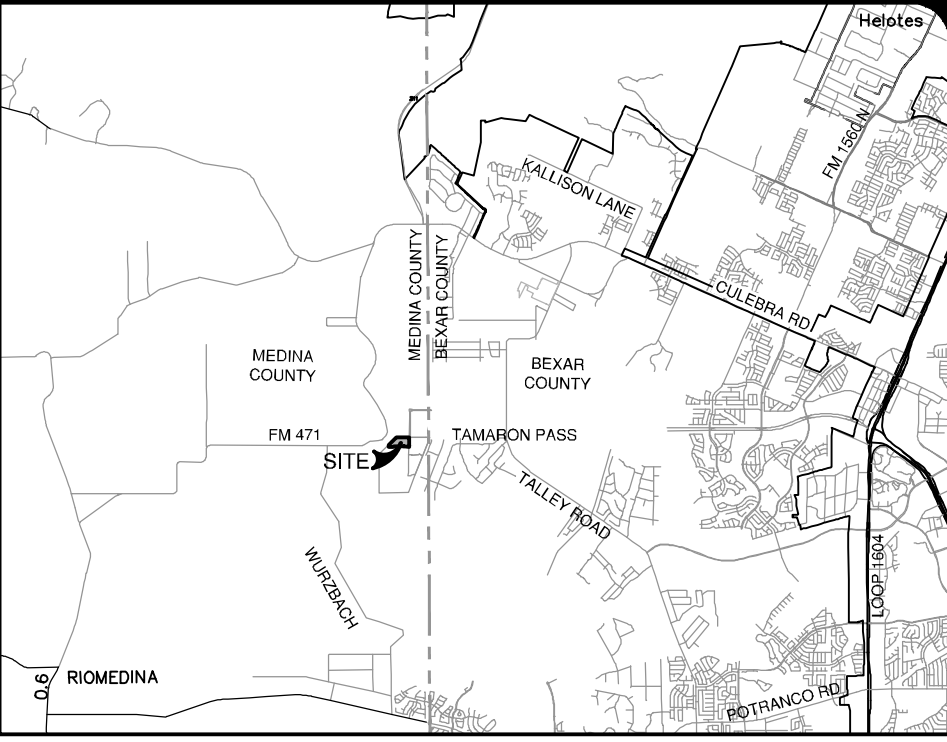 Helotes
FM 1560 N
KALLISON LANE
MEDINA COUNTY
BEXAR COUNTY
CULEBRA RD
MEDINA
COUNTY
BEXAR
COUNTY
FM 471
TAMARON PASS
SITE
TALLEY ROAD
WURZBACH
LOOP 1604
0.6
RIOMEDINA
POTRANCO RD